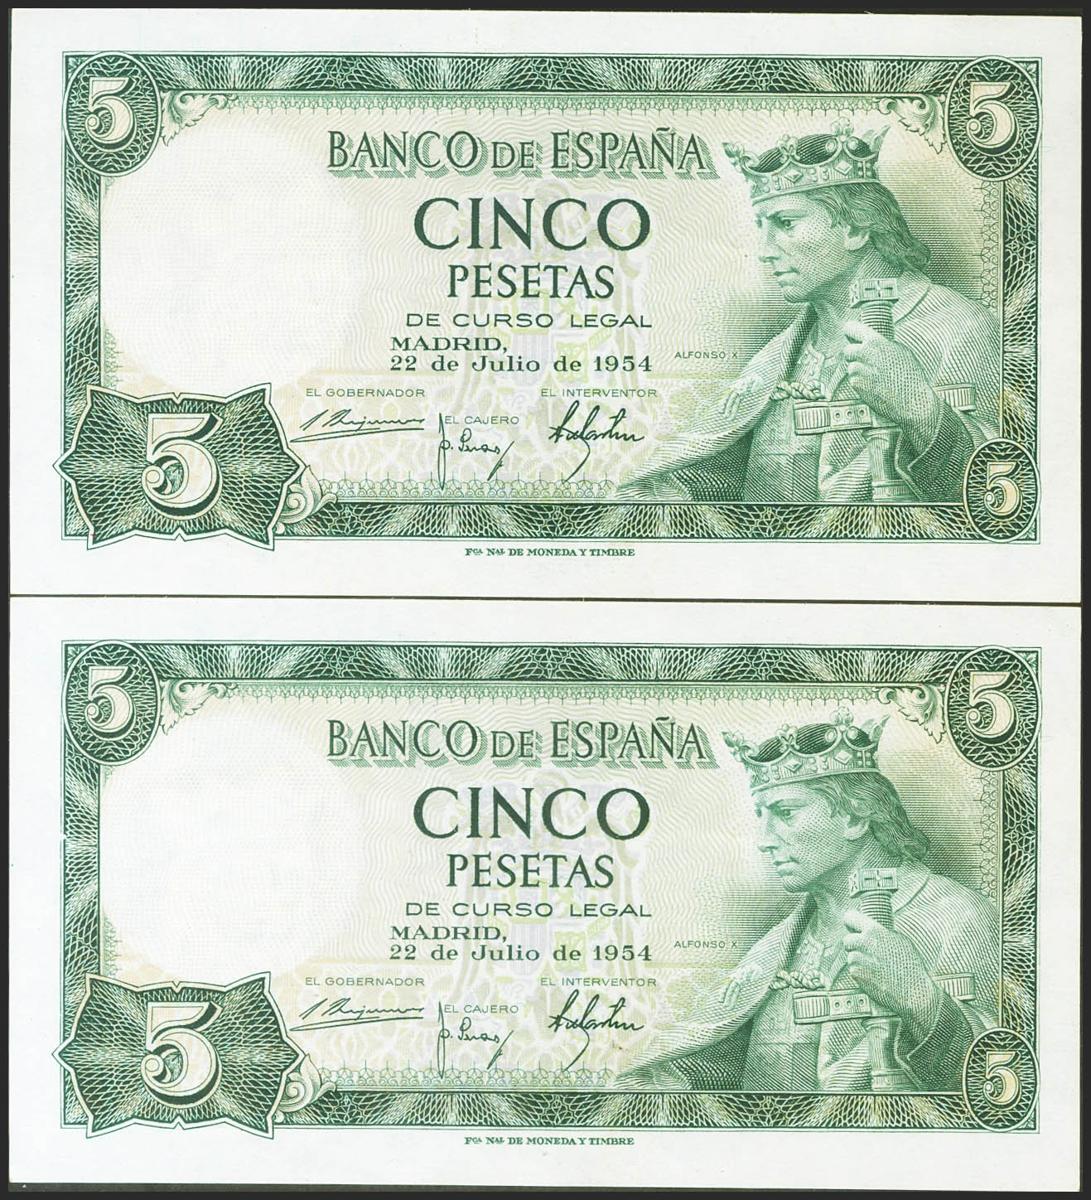 5 5
BANCO DE ESPAÑA
CINCO
PESETAS
DE CURSO LEGAL
MADRID,
22 de Julio de 1954
ALFONSO X
EL GOBERNADOR EL INTERVENTOR
EL CAJERO
5 5
FCA NAL DE MONEDA Y TIMBRE
5 5
BANCO DE ESPAÑA
CINCO
PESETAS
DE CURSO LEGAL
MADRID,
22 de Julio de 1954
ALFONSO X
EL GOBERNADOR EL INTERVENTOR
EL CAJERO
5 5
FCA NAL DE MONEDA Y TIMBRE